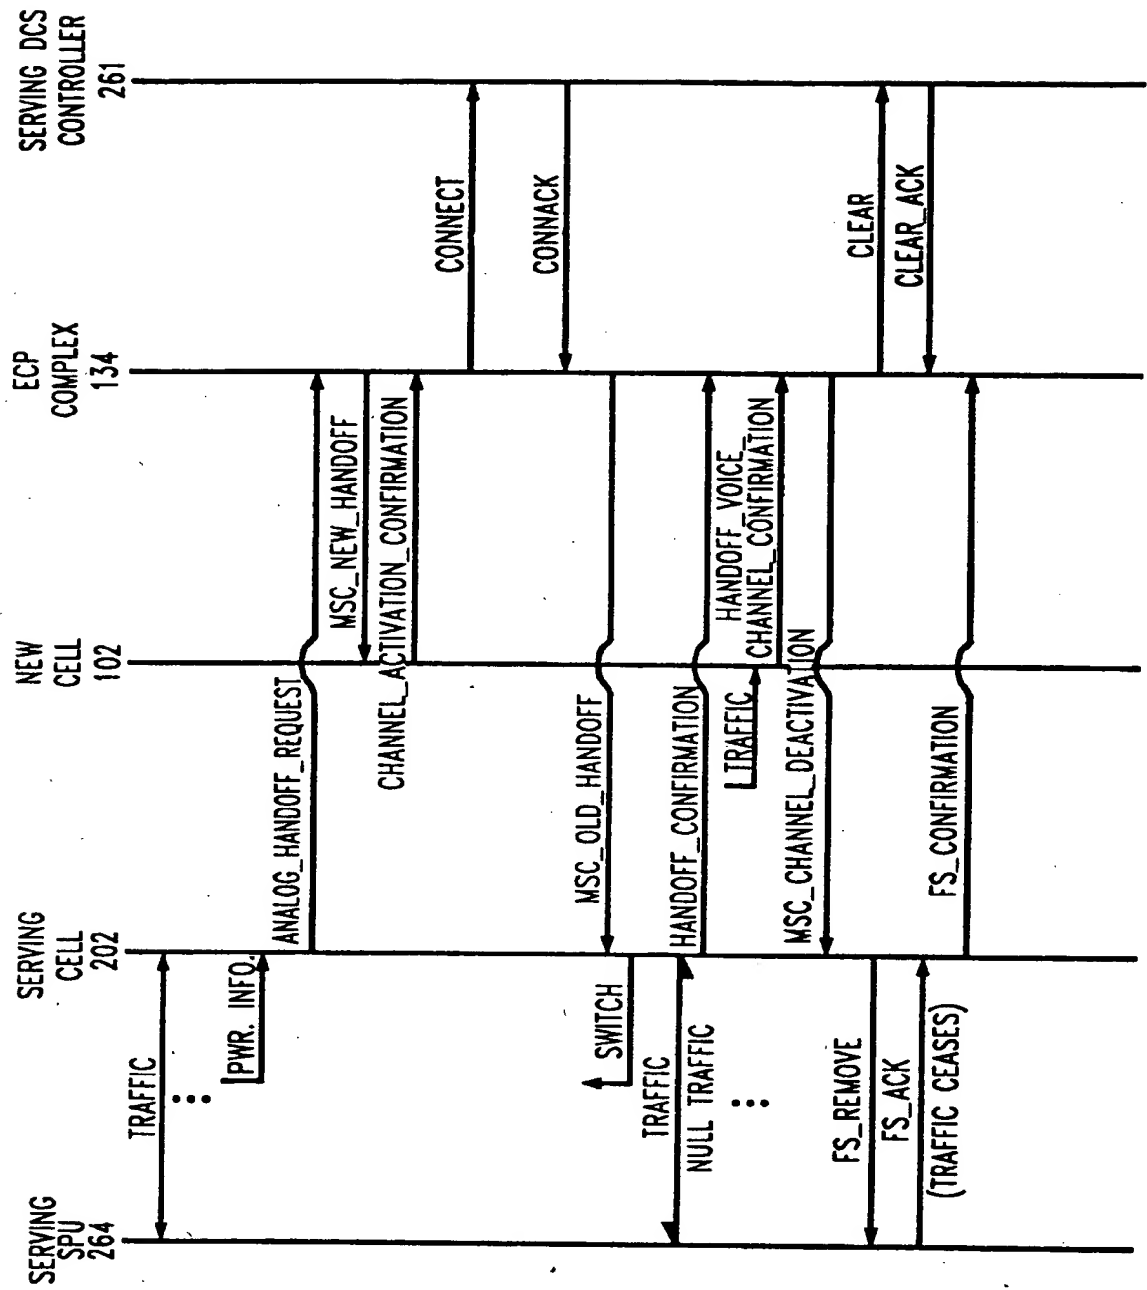 SERVING
SPU
264
SERVING
CELL
202
NEW
CELL
102
ECP
COMPLEX
134
SERVING DCS
CONTROLLER
261
TRAFFIC
PWR. INFO.
ANALOG_HANDOFF_REQUEST
MSC_NEW_HANDOFF
CHANNEL_ACTIVATION_CONFIRMATION
CONNECT
CONNACK
MSC_OLD_HANDOFF
SWITCH
TRAFFIC
NULL TRAFFIC
HANDOFF_CONFIRMATION
TRAFFIC
HANDOFF_VOICE_
CHANNEL_CONFIRMATION
MSC_CHANNEL_DEACTIVATION
FS_REMOVE
CLEAR
FS_ACK
(TRAFFIC CEASES)
CLEAR_ACK
FS_CONFIRMATION